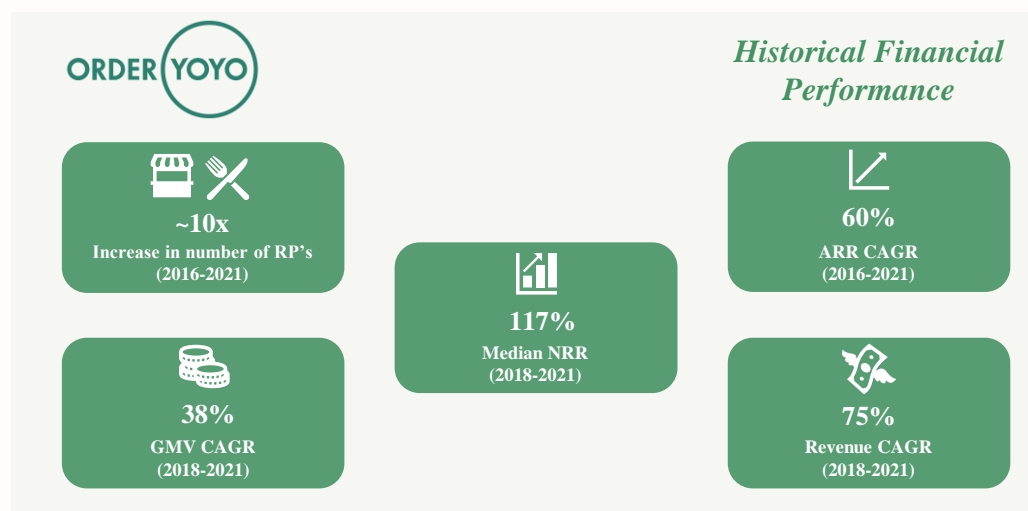 ORDER YOYO
Historical Financial
Performance
~10x
Increase in number of RP’s
(2016-2021)
60%
ARR CAGR
(2016-2021)
117%
Median NRR
(2018-2021)
38%
GMV CAGR
(2018-2021)
75%
Revenue CAGR
(2018-2021)